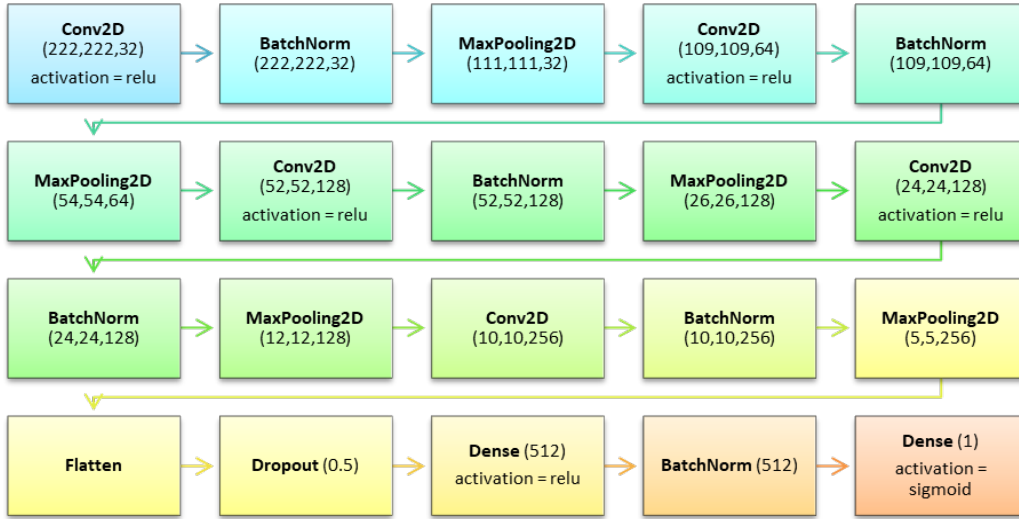 Conv2D
(222,222,32)
activation = relu
BatchNorm
(222,222,32)
MaxPooling2D
(111,111,32)
Conv2D
(109,109,64)
activation = relu
BatchNorm
(109,109,64)
MaxPooling2D
(54,54,64)
Conv2D
(52,52,128)
activation = relu
BatchNorm
(52,52,128)
MaxPooling2D
(26,26,128)
Conv2D
(24,24,128)
activation = relu
BatchNorm
(24,24,128)
MaxPooling2D
(12,12,128)
Conv2D
(10,10,256)
BatchNorm
(10,10,256)
MaxPooling2D
(5,5,256)
Flatten
Dropout (0.5)
Dense (512)
activation = relu
BatchNorm (512)
Dense (1)
activation =
sigmoid